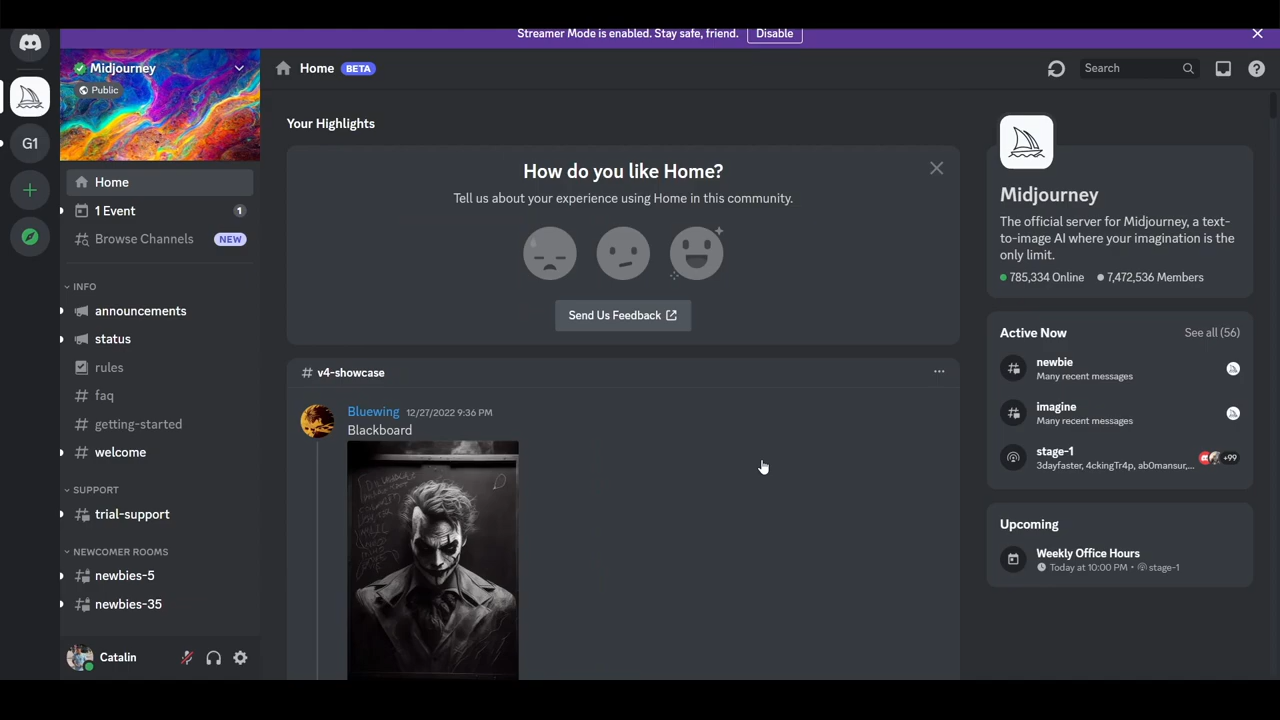 Streamer Mode is enabled. Stay safe, friend. Disable
Midjourney
Public
Home BETA
Search
G1
Home
1 Event 1
Browse Channels NEW
INFO
announcements
status
rules
faq
getting-started
welcome
SUPPORT
trial-support
NEWCOMER ROOMS
newbies-5
newbies-35
Catalin
Your Highlights
How do you like Home?
Tell us about your experience using Home in this community.
Send Us Feedback
# v4-showcase
Bluewing 12/27/2022 9:36 PM
Blackboard
Midjourney
The official server for Midjourney, a text-
to-image AI where your imagination is the
only limit.
785,334 Online 7,472,536 Members
Active Now See all (56)
newbie
Many recent messages
imagine
Many recent messages
stage-1
3dayfaster, 4ckingTr4p, ab0mansur,... +99
Upcoming
Weekly Office Hours
Today at 10:00 PM • stage-1